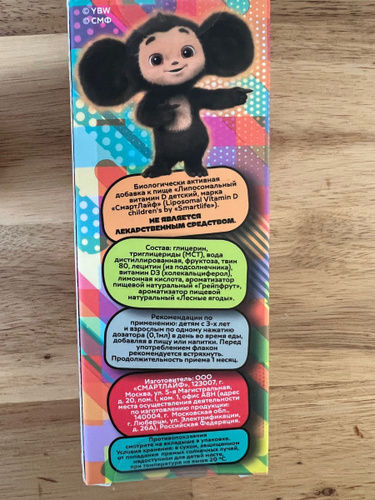 © YBW
© СМФ
Биологически активная
добавка к пище «Липосомальный
витамин D детский, марка
«СмартЛайф» (Liposomal Vitamin D
children's by «Smartlife»).
НЕ ЯВЛЯЕТСЯ
ЛЕКАРСТВЕННЫМ СРЕДСТВОМ.
Состав: глицерин,
триглицериды (МСТ), вода
дистиллированная, фруктоза, твин
80, лецитин (из подсолнечника),
витамин D3 (холекальциферол),
лимонная кислота, ароматизатор
пищевой натуральный «Грейпфрут»,
ароматизатор пищевой
натуральный «Лесные ягоды».
Рекомендации по
применению: детям с 3-х лет
и взрослым по одному нажатию
дозатора (0,1мл) в день во время еды,
добавляя в пищу или напитки. Перед
употреблением флакон
рекомендуется встряхнуть.
Продолжительность приема 1 месяц.
Изготовитель: ООО
«СМАРТЛАЙФ», 123007, г.
Москва, ул. 5-я Магистральная,
д. 20, пом. I, ком. 1, офис АВН (адрес
места осуществления деятельности
по изготовлению продукции:
140004, г. Московская обл.,
г. Люберцы, ул. Электрификации,
д. 26А), Российская Федерация.
Противопоказания
смотрите на вкладыше в упаковке.
Условия хранения: в сухом, защищенном
от попадания прямых солнечных лучей,
недоступном для детей месте,
при температуре не выше 20 °C.